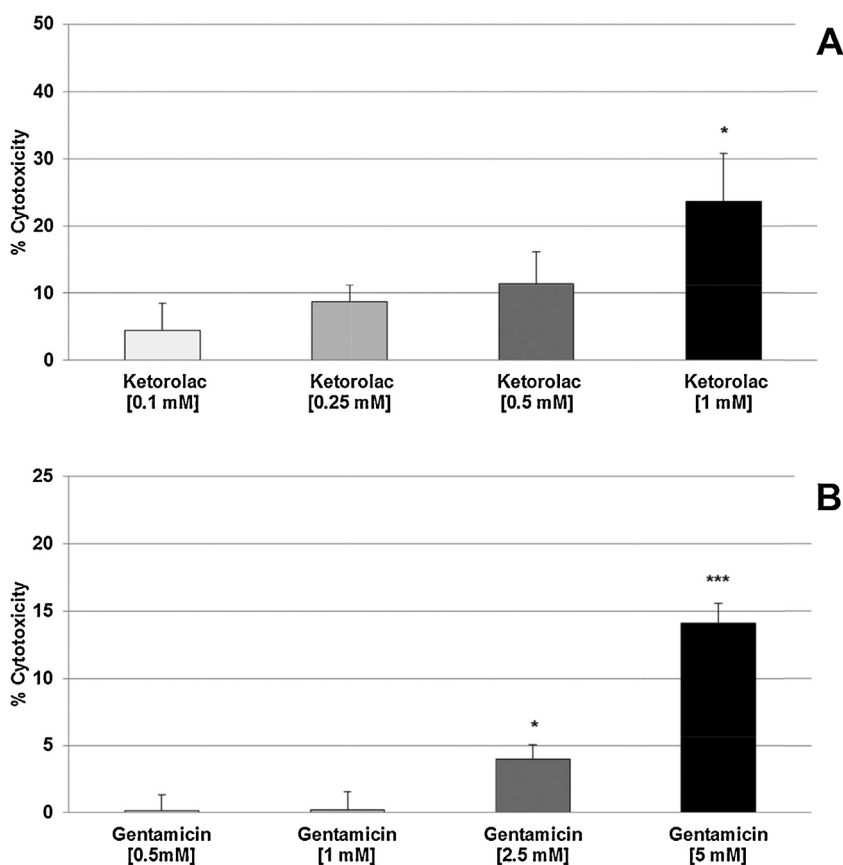 A
50
40
30
20
10
0
% Cytotoxicity
*
Ketorolac Ketorolac Ketorolac Ketorolac
[0.1 mM] [0.25 mM] [0.5 mM] [1 mM]
B
25
20
15
10
5
0
% Cytotoxicity
*
***
Gentamicin Gentamicin Gentamicin Gentamicin
[0.5mM] [1 mM] [2.5 mM] [5 mM]